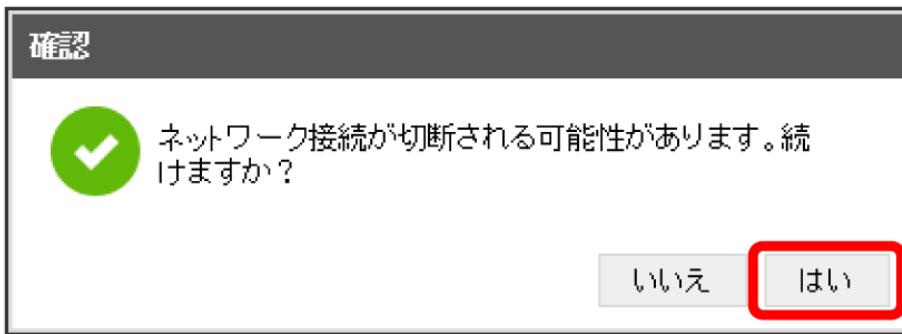 確認
ネットワーク接続が切断される可能性があります。続
けますか？
いいえ
はい